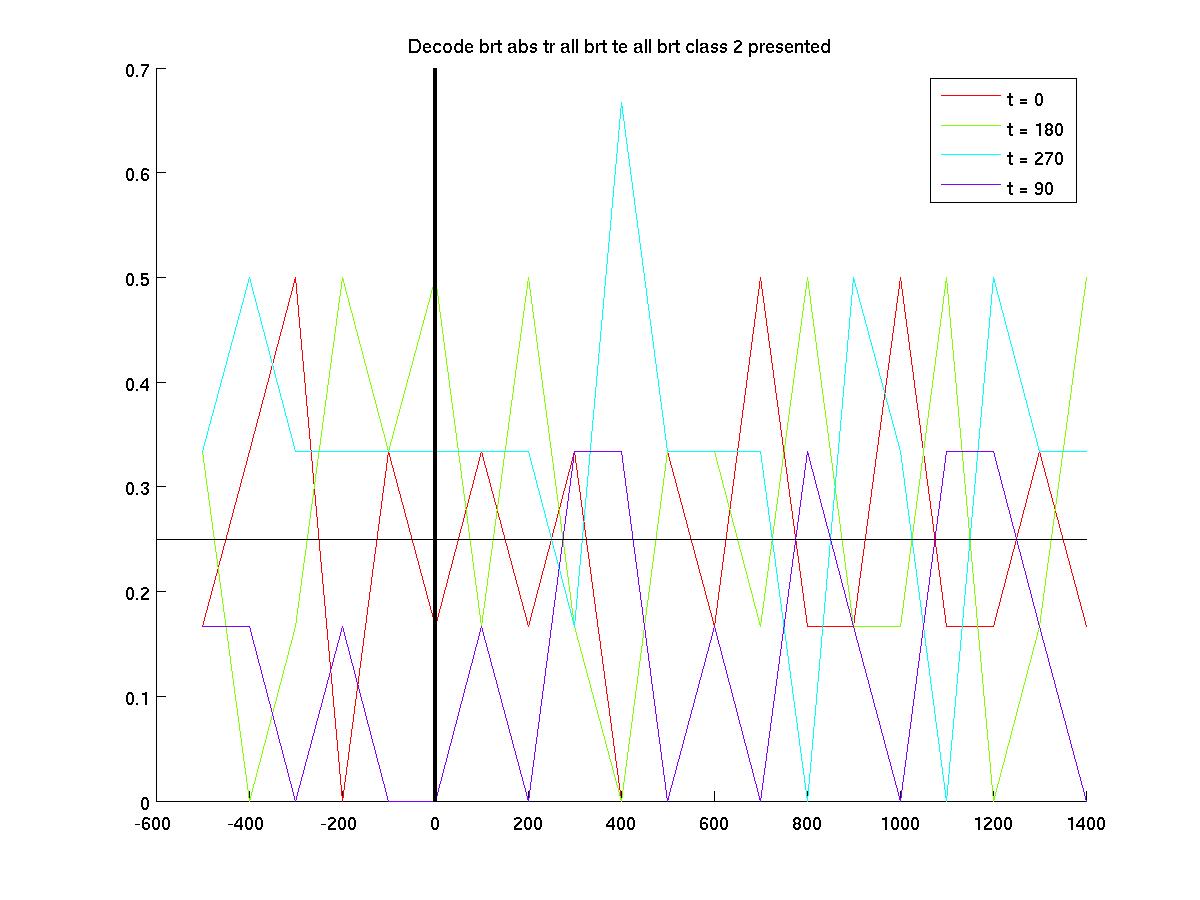 Decode brt abs tr all brt te all brt class 2 presented
0.7
0.6
0.5
0.4
0.3
0.2
0.1
0
-600 -400 -200 0 200 400 600 800 1000 1200 1400
t = 0
t = 180
t = 270
t = 90